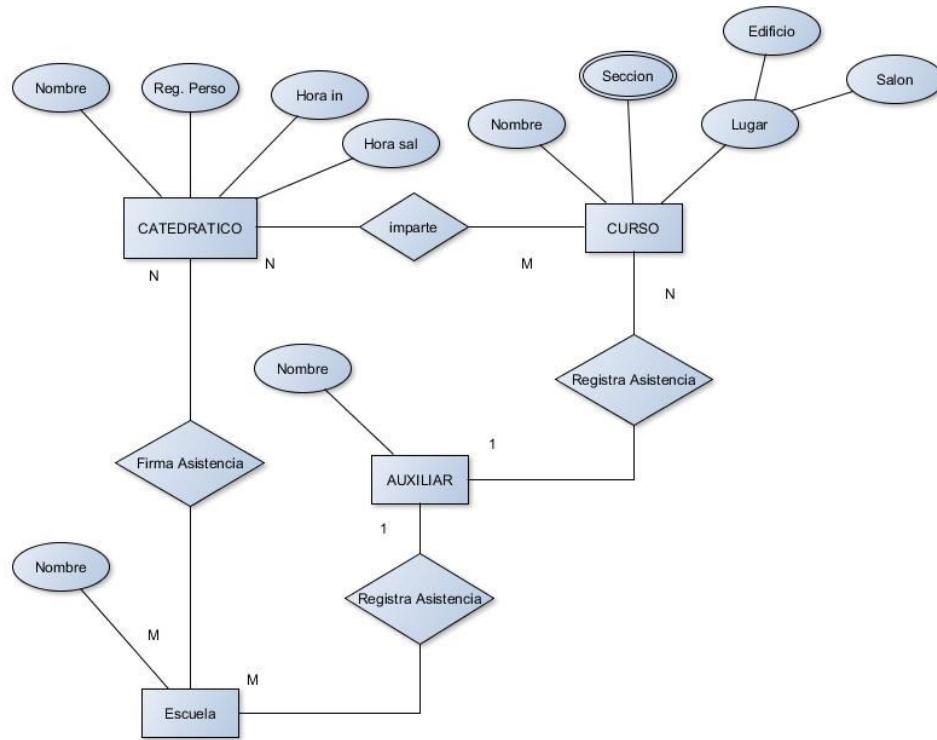 Edificio
Seccion
Nombre
Reg. Perso
Hora in
Salon
Nombre
Lugar
Hora sal
CATEDRATICO
imparte
CURSO
N
N
M
N
Nombre
Registra Asistencia
1
Firma Asistencia
AUXILIAR
1
Nombre
Registra Asistencia
M
M
Escuela